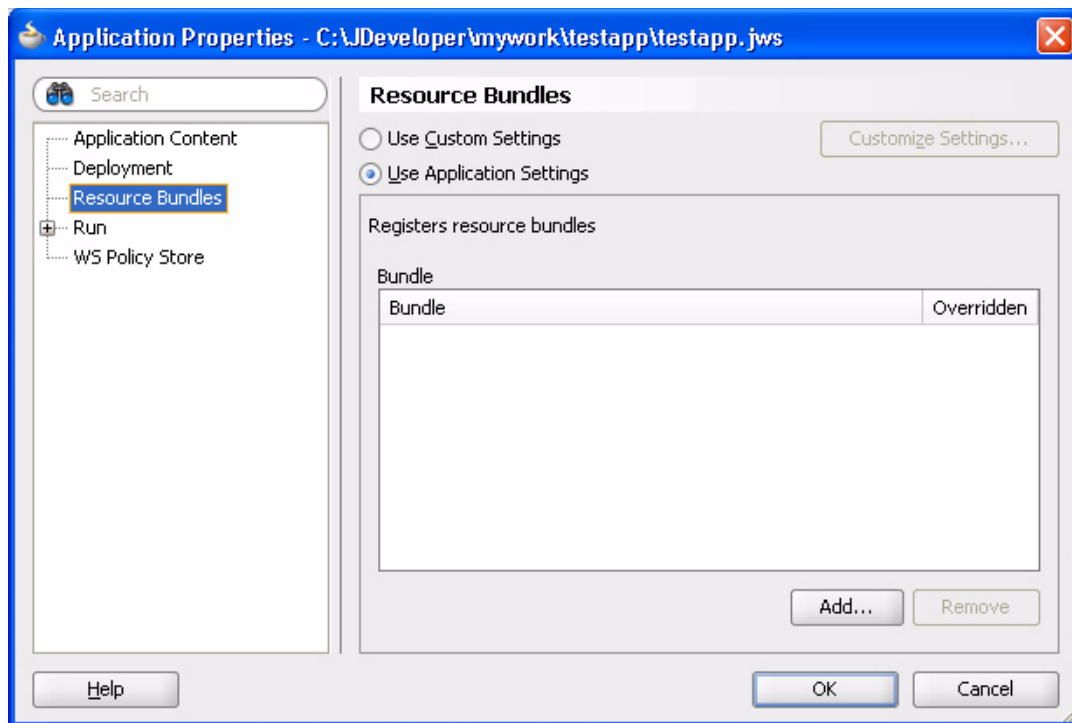 Application Properties - C:\JDeveloper\mywork\testapp\testapp.jws
Search
Application Content
Deployment
Resource Bundles
Run
WS Policy Store
Resource Bundles
Use Custom Settings
Customize Settings...
Use Application Settings
Registers resource bundles
Bundle
Bundle Overridden
Add... Remove
Help OK Cancel